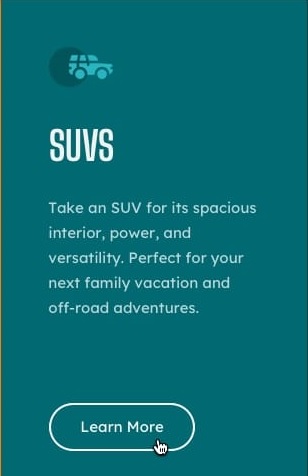 SUVS
Take an SUV for its spacious
interior, power, and
versatility. Perfect for your
next family vacation and
off-road adventures.
Learn More